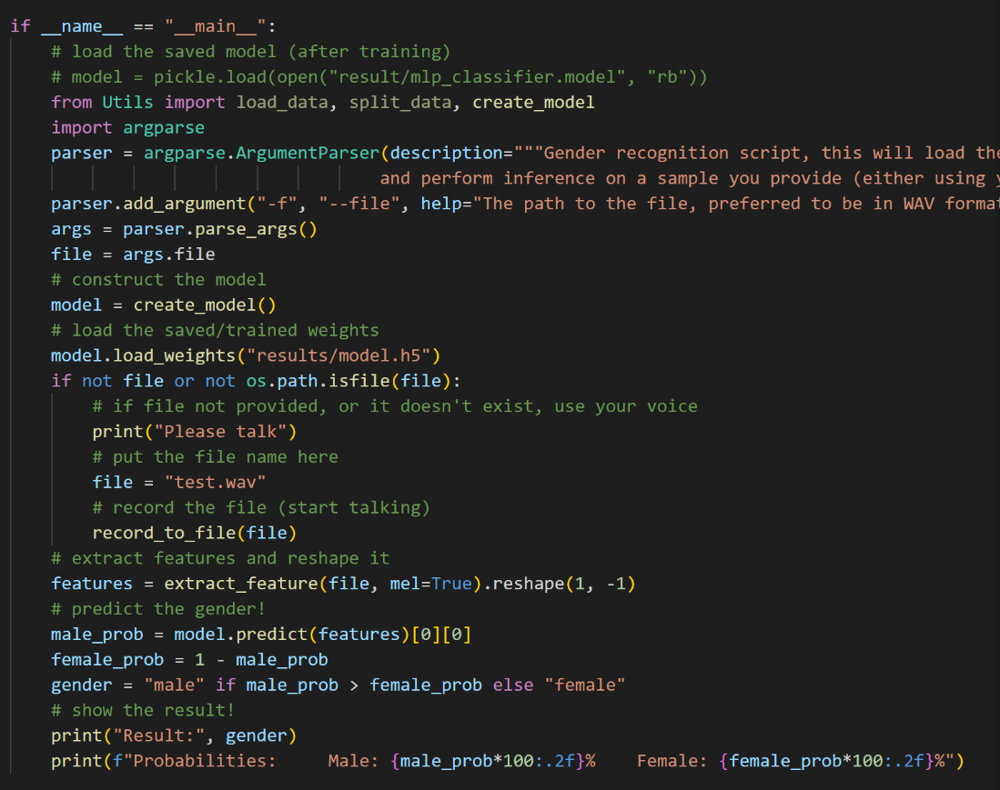 if __name__ == "__main__":
    # load the saved model (after training)
    # model = pickle.load(open("result/mlp_classifier.model", "rb"))
    from Utils import load_data, split_data, create_model
    import argparse
    parser = argparse.ArgumentParser(description="""Gender recognition script, this will load the
                                    and perform inference on a sample you provide (either using
    parser.add_argument("-f", "--file", help="The path to the file, preferred to be in WAV format
    args = parser.parse_args()
    file = args.file
    # construct the model
    model = create_model()
    # load the saved/trained weights
    model.load_weights("results/model.h5")
    if not file or not os.path.isfile(file):
        # if file not provided, or it doesn't exist, use your voice
        print("Please talk")
        # put the file name here
        file = "test.wav"
        # record the file (start talking)
        record_to_file(file)
    # extract features and reshape it
    features = extract_feature(file, mel=True).reshape(1, -1)
    # predict the gender!
    male_prob = model.predict(features)[0][0]
    female_prob = 1 - male_prob
    gender = "male" if male_prob > female_prob else "female"
    # show the result!
    print("Result:", gender)
    print(f"Probabilities:     Male: {male_prob*100:.2f}%    Female: {female_prob*100:.2f}%")